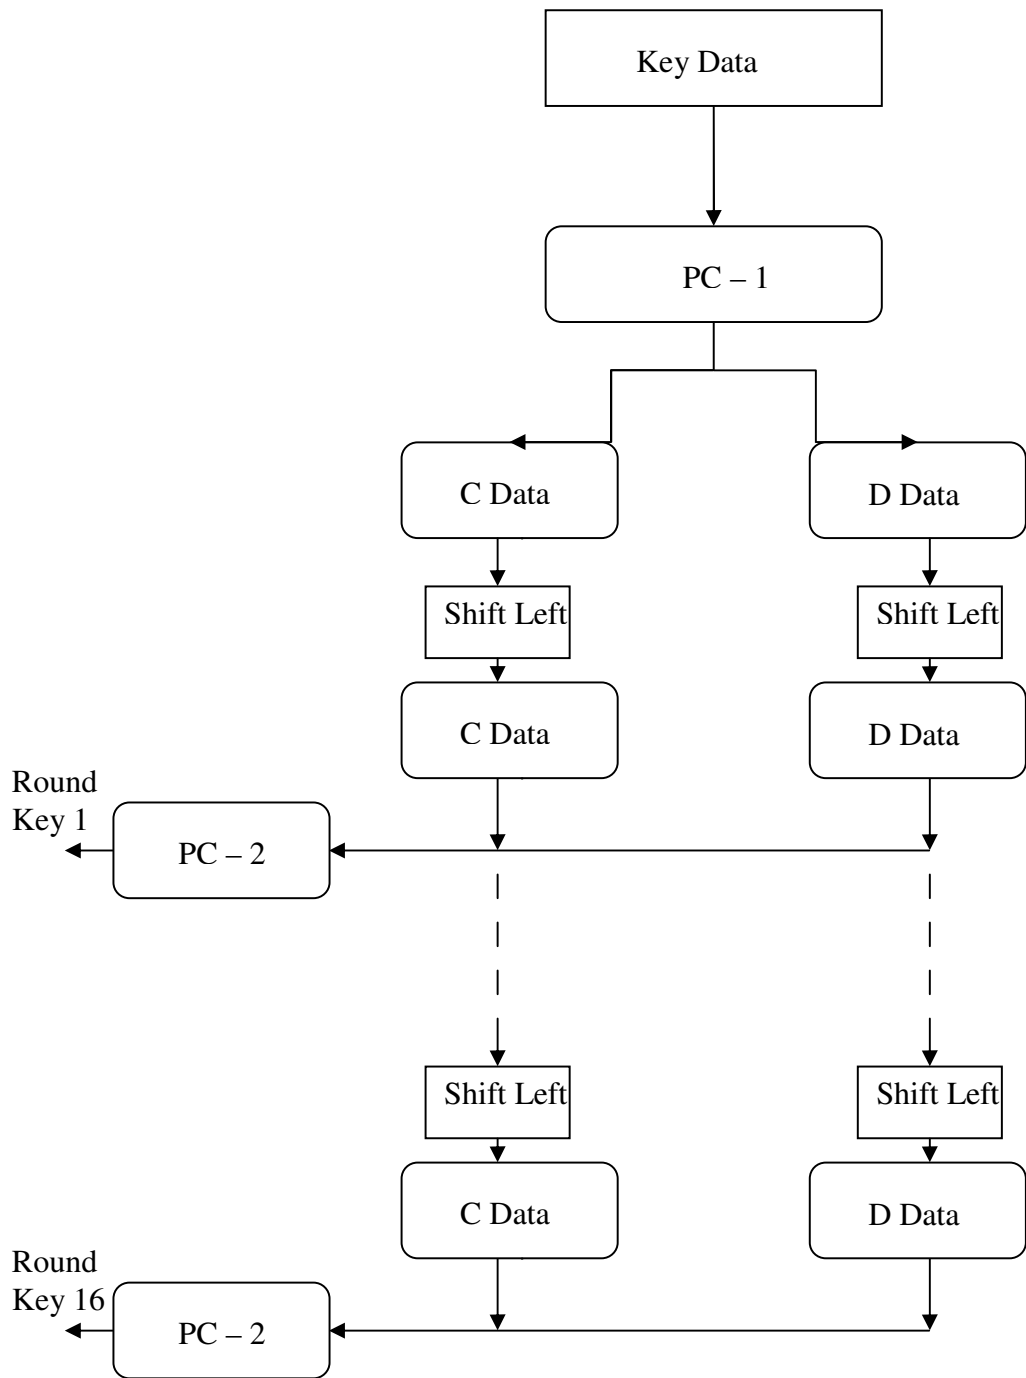 Key Data
PC – 1
C Data
D Data
Shift Left
Shift Left
C Data
D Data
Round
Key 1
PC – 2
Shift Left
Shift Left
C Data
D Data
Round
Key 16
PC – 2